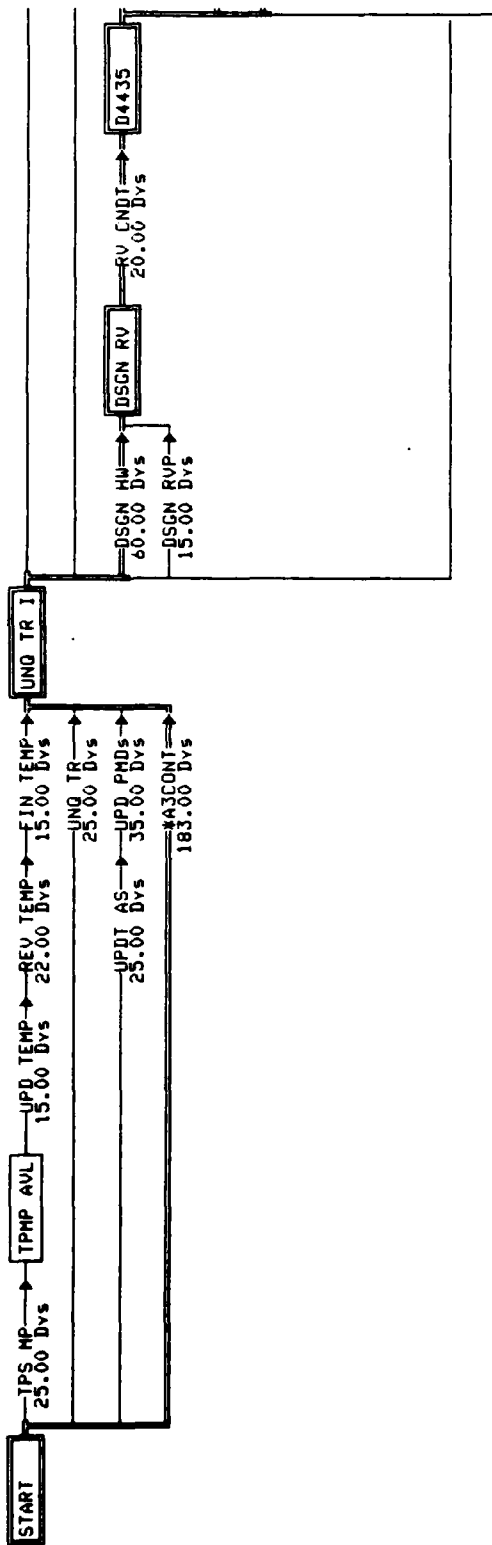 START
TPS MP
25.00 Dys
TPMP AVL
UPD TEMP
15.00 Dys
REV TEMP
22.00 Dys
FIN TEMP
15.00 Dys
UNQ TR
25.00 Dys
UPDT AS
25.00 Dys
UPD PMDs
35.00 Dys
*A3CONT
183.00 Dys
UNQ TR I
DSGN HW
60.00 Dys
DSGN RVP
15.00 Dys
DSGN RV
RV CNDT
20.00 Dys
D4435